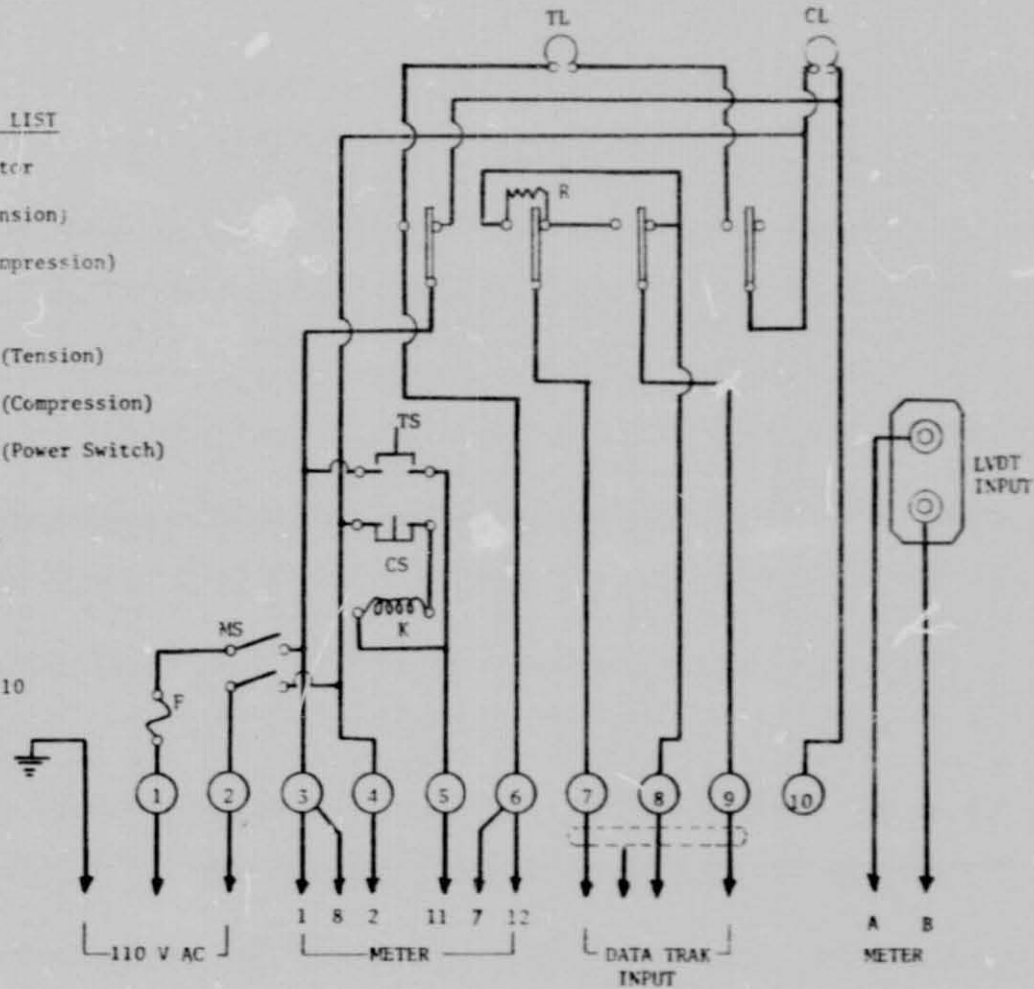 TL
CL
LIST
nsion)
mpression)
R
(Tension)
(Compression)
(Power Switch)
TS
LVDT
INPUT
CS
K
MS
10
F
1 2 3 4 5 6 7 8 9 10
1 8 2 11 7 12
A B
110 V AC
METER
DATA TRAK
INPUT
METER